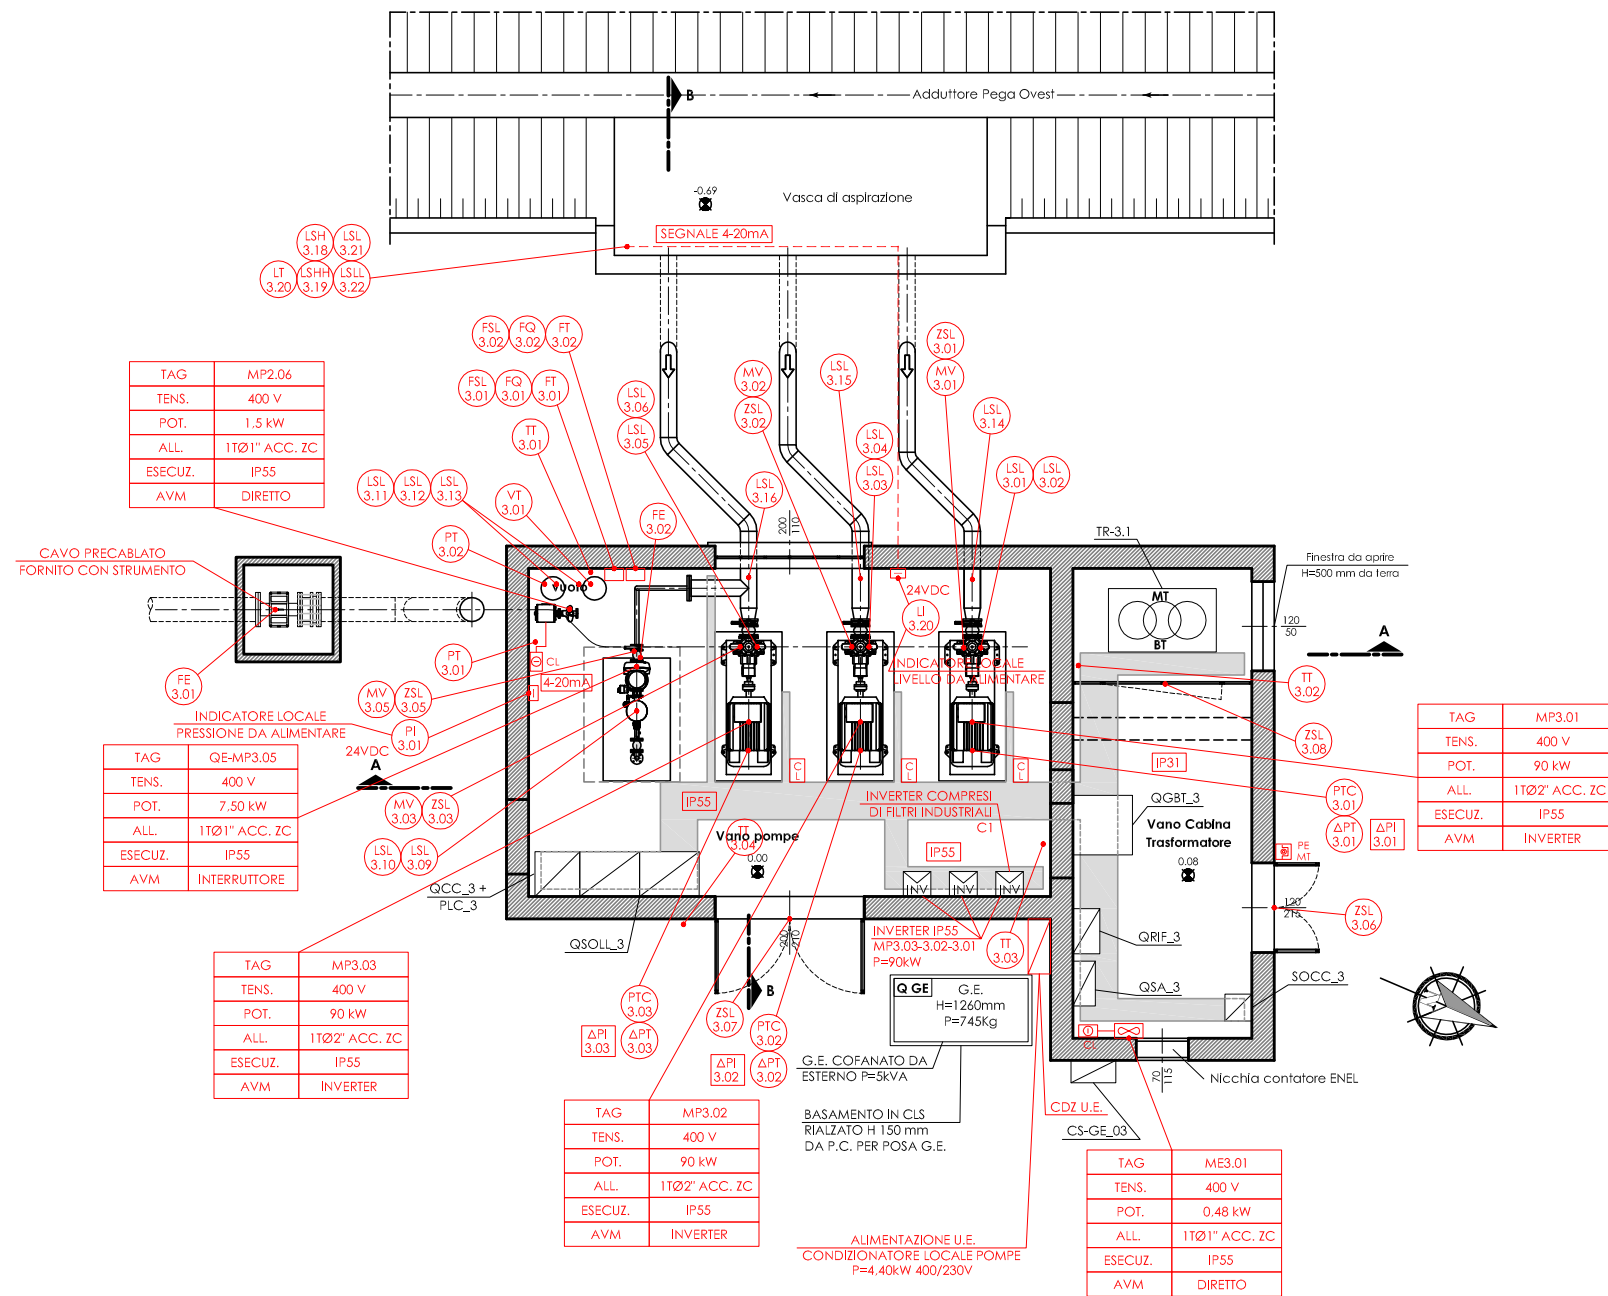 B
Adduttore Pega Ovest
-0.69
Vasca di aspirazione
SEGNALE 4-20mA
LSH
3.18
LSL
3.21
LT
3.20
LSHH
3.19
LSLL
3.22
FSL
3.02
FQ
3.02
FT
3.02
FSL
3.01
FQ
3.01
FT
3.01
TT
3.01
LSL
3.06
LSL
3.05
MV
3.02
ZSL
3.02
LSL
3.15
ZSL
3.01
MV
3.01
LSL
3.14
LSL
3.04
LSL
3.03
LSL
3.01
LSL
3.02
TAG MP2.06
TENS. 400 V
POT. 1,5 kW
ALL. 1TØ1" ACC. ZC
ESECUZ. IP55
AVM DIRETTO
LSL
3.11
LSL
3.12
LSL
3.13
VT
3.01
LSL
3.16
FE
3.02
PT
3.02
200
110
CAVO PRECABLATO
FORNITO CON STRUMENTO
Vuoto
24VDC
LI
3.20
TR-3.1
Finestra da aprire
H=500 mm da terra
MT
BT
120
50
A
FE
3.01
PT
3.01
CL
4-20mA
INDICATORE LOCALE
LIVELLO DA ALIMENTARE
TT
3.02
MV
3.05
ZSL
3.05
INDICATORE LOCALE
PRESSIONE DA ALIMENTARE
24VDC
PI
3.01
A
ZSL
3.08
IP31
TAG MP3.01
TENS. 400 V
POT. 90 kW
ALL. 1TØ2" ACC. ZC
ESECUZ. IP55
AVM INVERTER
TAG QE-MP3.05
TENS. 400 V
POT. 7.50 kW
ALL. 1TØ1" ACC. ZC
ESECUZ. IP55
AVM INTERRUTTORE
MV
3.03
ZSL
3.03
LSL
3.10
LSL
3.09
C
L
C
L
C
L
IP55
INVERTER COMPRESI
DI FILTRI INDUSTRIALI
C1
QGBT_3
PTC
3.01
ΔPT
3.01
ΔPI
3.01
Vano pompe
0.00
TT
3.04
IP55
INV
INV
INV
Vano Cabina
Trasformatore
0.08
PE
MT
QCC_3 +
PLC_3
QSOLL_3
200
210
INVERTER IP55
MP3.03-3.02-3.01
P=90kW
TT
3.03
QRIF_3
120
215
ZSL
3.06
TAG MP3.03
TENS. 400 V
POT. 90 kW
ALL. 1TØ2" ACC. ZC
ESECUZ. IP55
AVM INVERTER
B
PTC
3.03
ΔPI
3.03
ΔPT
3.03
ZSL
3.07
PTC
3.02
ΔPI
3.02
ΔPT
3.02
Q GE
G.E.
H=1260mm
P=745Kg
QSA_3
SOCC_3
CL
G.E. COFANATO DA
ESTERNO P=5kVA
70
115
Nicchia contatore ENEL
BASAMENTO IN CLS
RIALZATO H 150 mm
DA P.C. PER POSA G.E.
CDZ U.E.
CS-GE_03
TAG MP3.02
TENS. 400 V
POT. 90 kW
ALL. 1TØ2" ACC. ZC
ESECUZ. IP55
AVM INVERTER
ALIMENTAZIONE U.E.
CONDIZIONATORE LOCALE POMPE
P=4,40kW 400/230V
TAG ME3.01
TENS. 400 V
POT. 0,48 kW
ALL. 1TØ1" ACC. ZC
ESECUZ. IP55
AVM DIRETTO